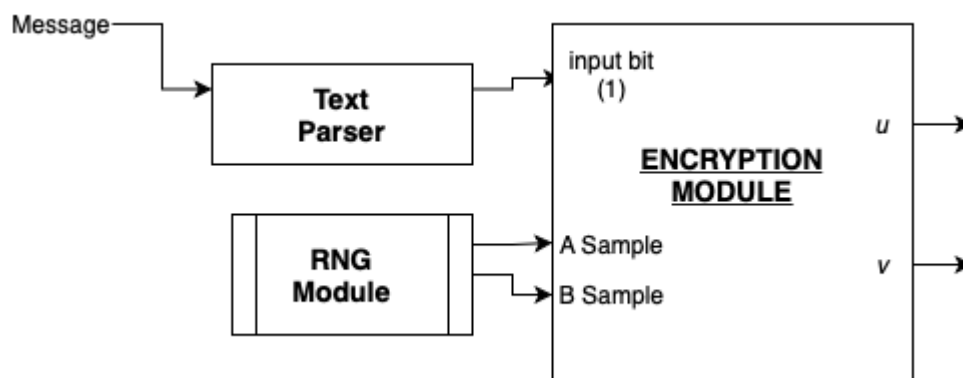 Message
Text
Parser
input bit
(1)
u
ENCRYPTION
MODULE
RNG
Module
A Sample
B Sample
v